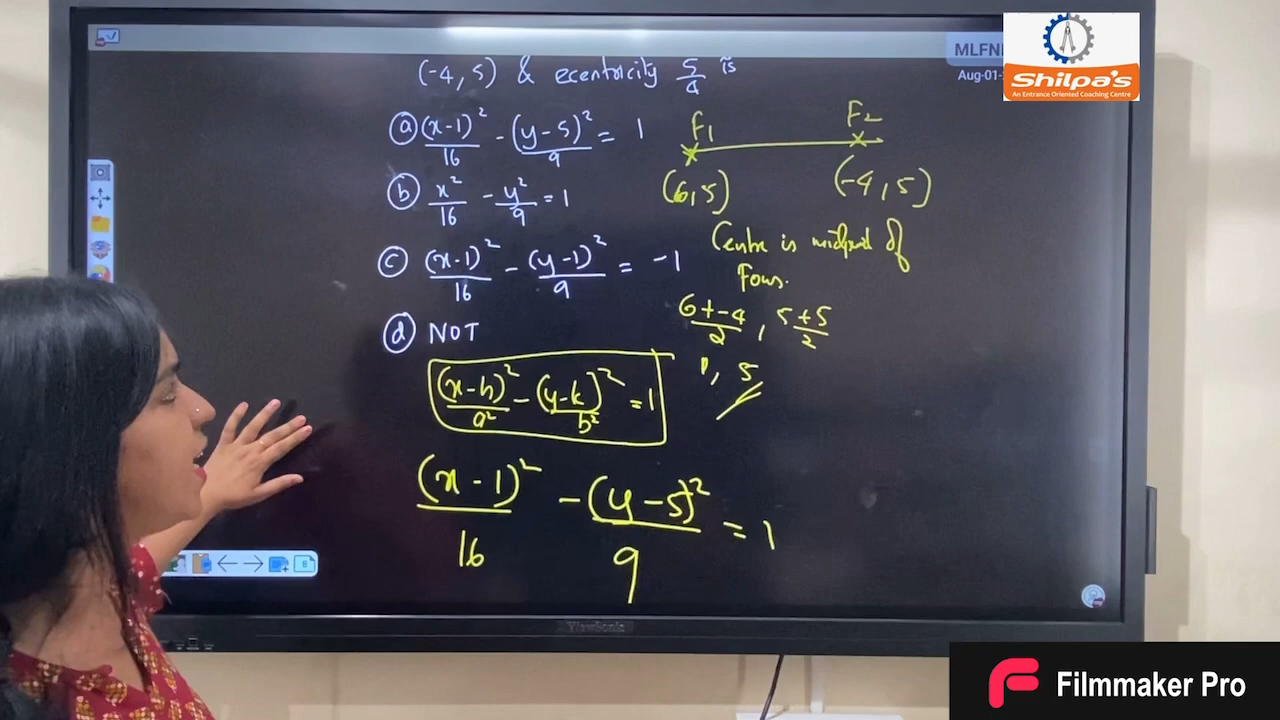 MLFN
Aug-01-
Shilpa's
An Entrance Oriented Coaching Centre
(-4, 5) & eccentricity 5/4 is
(a) (x-1)²/16 - (y-5)²/9 = 1
(b) x²/16 - y²/9 = 1
(c) (x-1)²/16 - (y-1)²/9 = -1
(d) NOT
F1 F2
(6,5) (-4,5)
Centre is midpoint of
6+-4/2 , 5+5/2
1, 5
(x-h)²/a² - (y-k)²/b² = 1
(x-1)²/16 - (y-5)²/9 = 1
ViewSonic
Filmmaker Pro